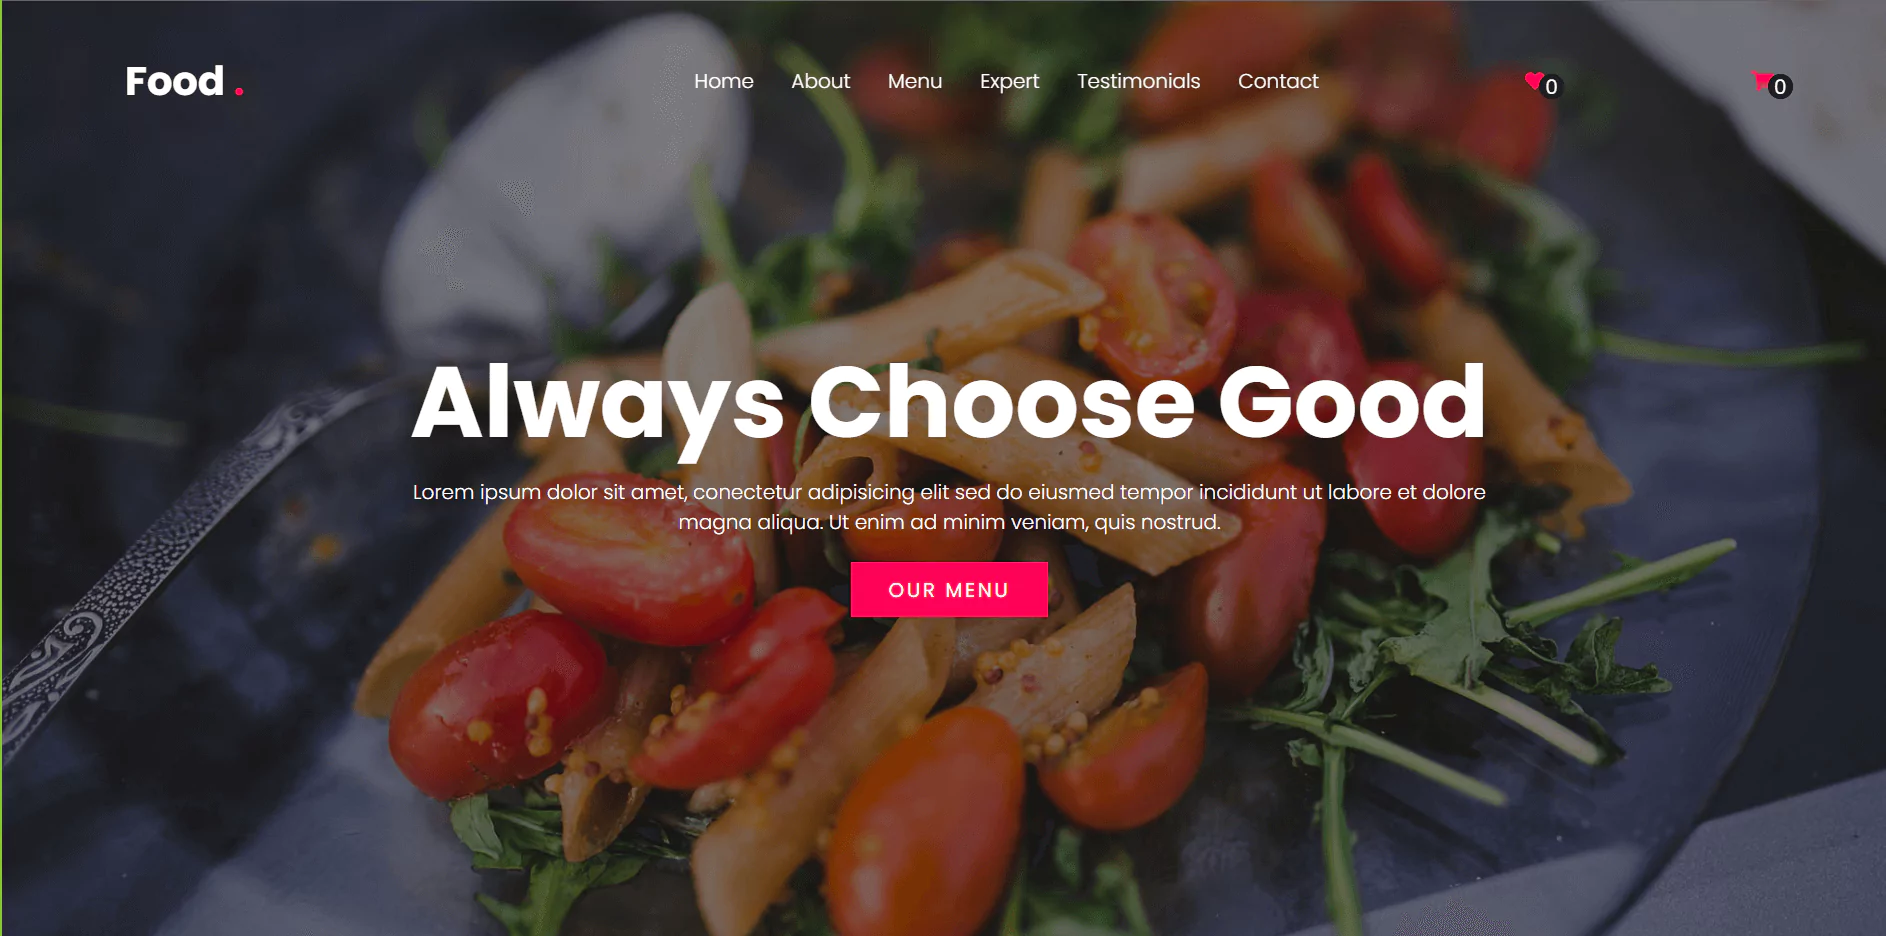 Food .
Home About Menu Expert Testimonials Contact
0
0
Always Choose Good
Lorem ipsum dolor sit amet, conectetur adipisicing elit sed do eiusmed tempor incididunt ut labore et dolore
magna aliqua. Ut enim ad minim veniam, quis nostrud.
OUR MENU